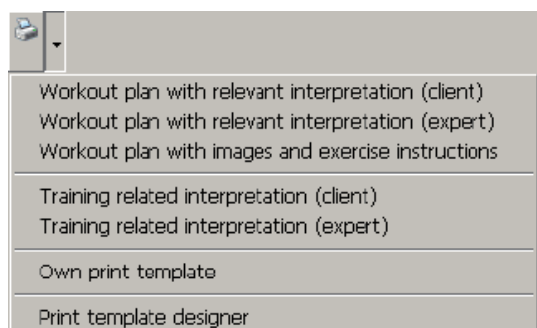 Workout plan with relevant interpretation (client)
Workout plan with relevant interpretation (expert)
Workout plan with images and exercise instructions
Training related interpretation (client)
Training related interpretation (expert)
Own print template
Print template designer